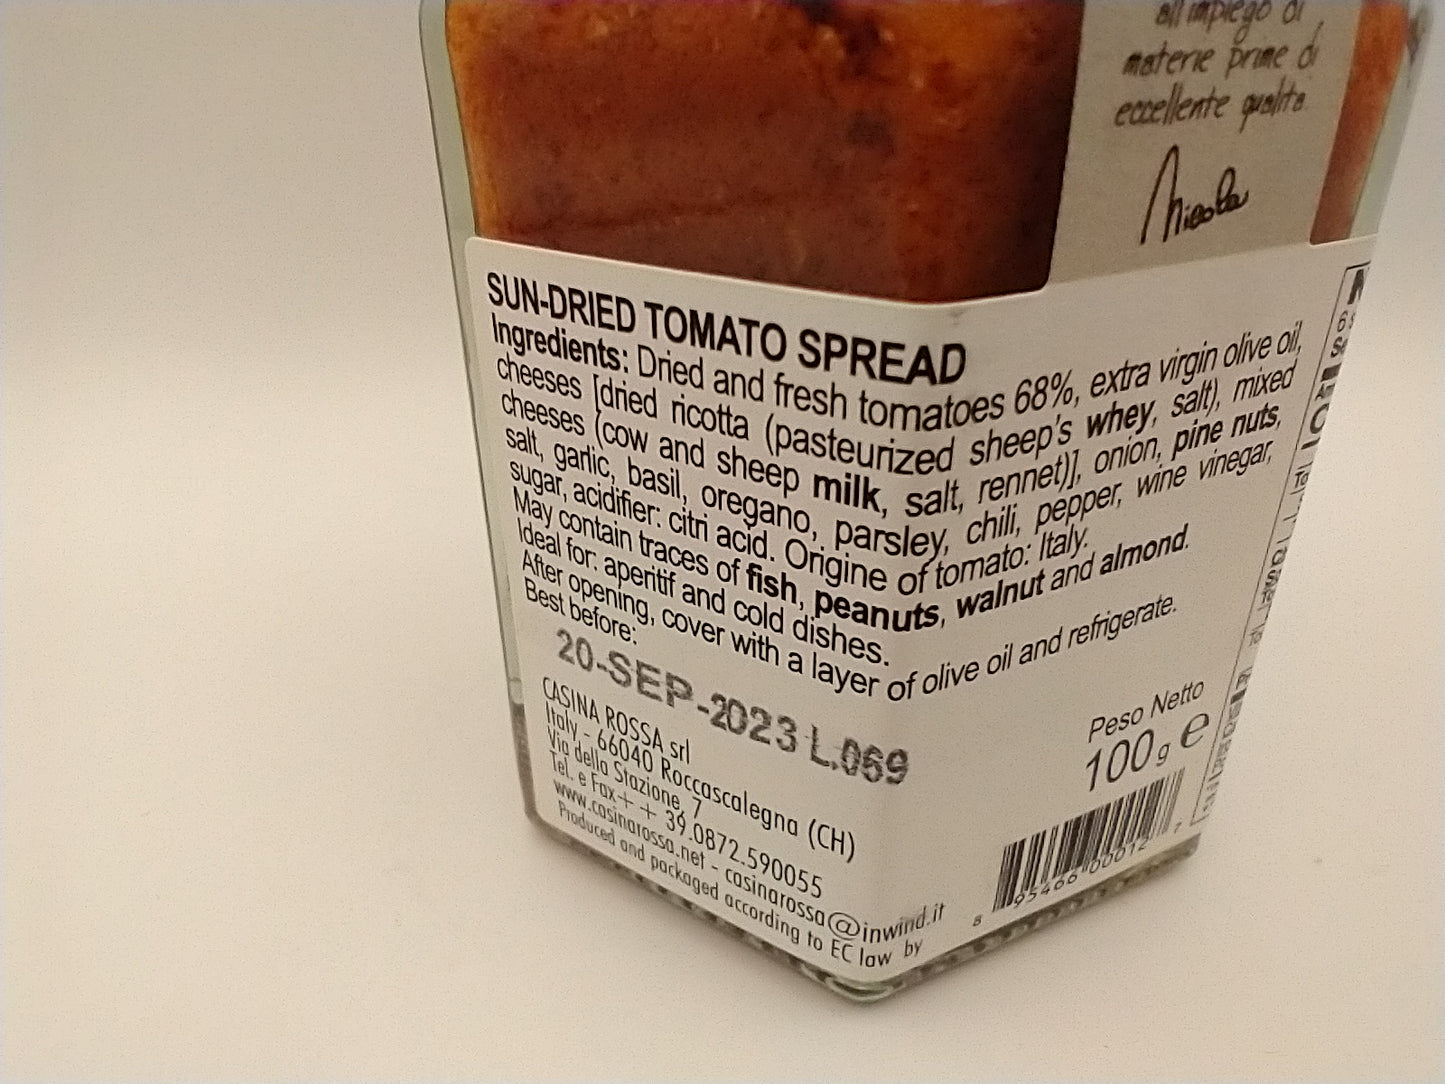 all'impiego di
materie prime di
eccellente qualità
Nicola
SUN-DRIED TOMATO SPREAD
Ingredients: Dried and fresh tomatoes 68%, extra virgin olive oil,
cheeses [dried ricotta (pasteurized sheep's whey, salt), mixed
cheeses (cow and sheep milk, salt, rennet)], onion, pine nuts,
salt, garlic, basil, oregano, parsley, chili, pepper, wine vinegar,
sugar, acidifier: citri acid. Origine of tomato: Italy.
May contain traces of fish, peanuts, walnut and almond.
Ideal for: aperitif and cold dishes.
After opening, cover with a layer of olive oil and refrigerate.
Best before:
20-SEP-2023 L.069
CASINA ROSSA srl
Italy - 66040 Roccascalegna (CH)
Via della Stazione, 7
Tel. e Fax++ 39.0872.590055
www.casinarossa.net - casinarossa@inwind.it
Produced and packaged according to EC law by
Peso Netto
100g e
8 95466 00012 7